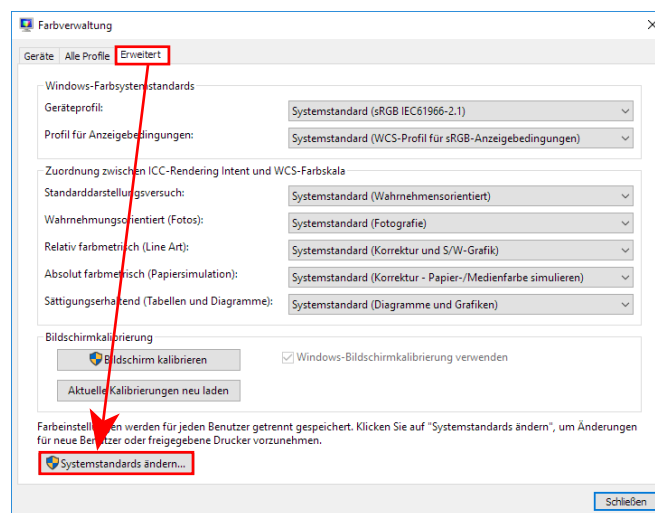 Farbverwaltung
Geräte Alle Profile Erweitert
Windows-Farbsystemstandards
Geräteprofil: Systemstandard (sRGB IEC61966-2.1)
Profil für Anzeigebedingungen: Systemstandard (WCS-Profil für sRGB-Anzeigebedingungen)
Zuordnung zwischen ICC-Rendering Intent und WCS-Farbskala
Standarddarstellungsversuch: Systemstandard (Wahrnehmensorientiert)
Wahrnehmungsorientiert (Fotos): Systemstandard (Fotografie)
Relativ farbmetrisch (Line Art): Systemstandard (Korrektur und S/W-Grafik)
Absolut farbmetrisch (Papiersimulation): Systemstandard (Korrektur - Papier-/Medienfarbe simulieren)
Sättigungserhaltend (Tabellen und Diagramme): Systemstandard (Diagramme und Grafiken)
Bildschirmkalibrierung
Bildschirm kalibrieren Windows-Bildschirmkalibrierung verwenden
Aktuelle Kalibrierungen neu laden
Farbeinstellungen werden für jeden Benutzer getrennt gespeichert. Klicken Sie auf "Systemstandards ändern", um Änderungen
für neue Benutzer oder freigegebene Drucker vorzunehmen.
Systemstandards ändern...
Schließen